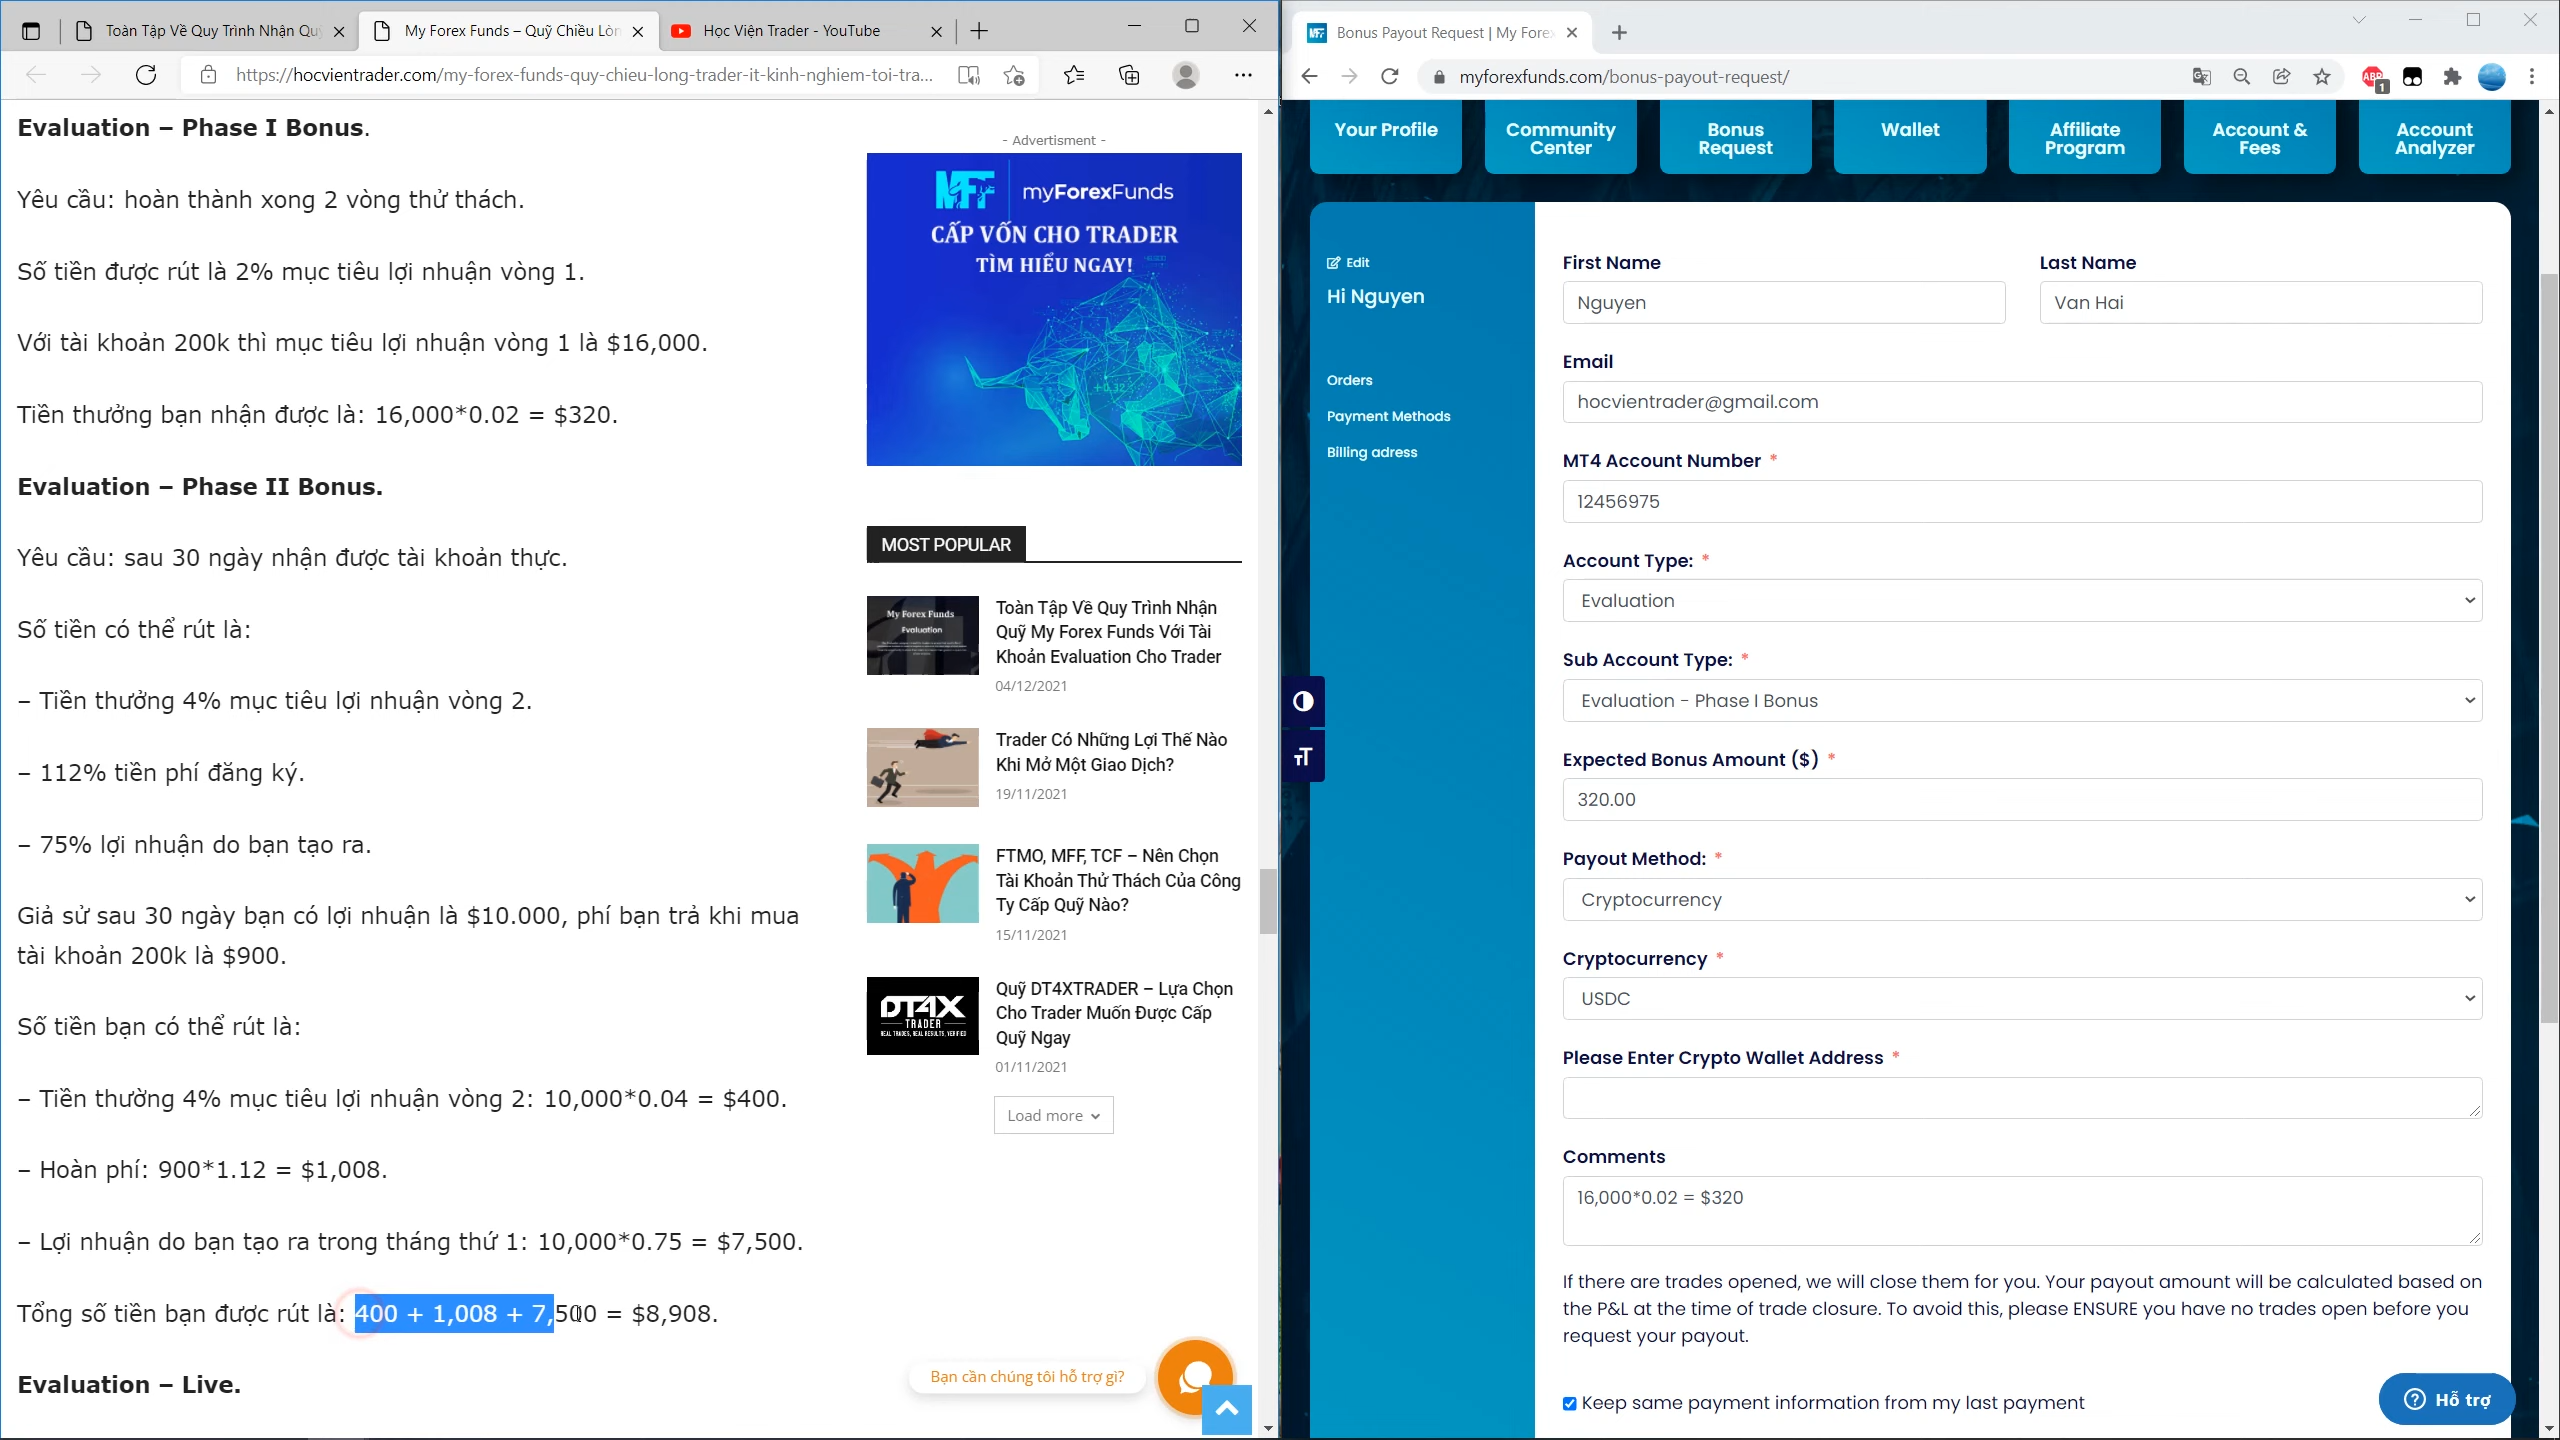 Toàn Tập Về Quy Trình Nhận Qu
My Forex Funds – Quỹ Chiều Lòn
Học Viện Trader - YouTube
https://hocvientrader.com/my-forex-funds-quy-chieu-long-trader-it-kinh-nghiem-toi-tra...
Evaluation – Phase I Bonus.
Yêu cầu: hoàn thành xong 2 vòng thử thách.
Số tiền được rút là 2% mục tiêu lợi nhuận vòng 1.
Với tài khoản 200k thì mục tiêu lợi nhuận vòng 1 là $16,000.
Tiền thưởng bạn nhận được là: 16,000*0.02 = $320.
Evaluation – Phase II Bonus.
Yêu cầu: sau 30 ngày nhận được tài khoản thực.
Số tiền có thể rút là:
– Tiền thưởng 4% mục tiêu lợi nhuận vòng 2.
– 112% tiền phí đăng ký.
– 75% lợi nhuận do bạn tạo ra.
Giả sử sau 30 ngày bạn có lợi nhuận là $10.000, phí bạn trả khi mua
tài khoản 200k là $900.
Số tiền bạn có thể rút là:
– Tiền thường 4% mục tiêu lợi nhuận vòng 2: 10,000*0.04 = $400.
– Hoàn phí: 900*1.12 = $1,008.
– Lợi nhuận do bạn tạo ra trong tháng thứ 1: 10,000*0.75 = $7,500.
Tổng số tiền bạn được rút là: 400 + 1,008 + 7,500 = $8,908.
Evaluation – Live.
- Advertisment -
MFF myForexFunds
CẤP VỐN CHO TRADER
TÌM HIỂU NGAY!
+0.32
MOST POPULAR
My Forex Funds
Evaluation
Toàn Tập Về Quy Trình Nhận
Quỹ My Forex Funds Với Tài
Khoản Evaluation Cho Trader
04/12/2021
Trader Có Những Lợi Thế Nào
Khi Mở Một Giao Dịch?
19/11/2021
FTMO, MFF, TCF – Nên Chọn
Tài Khoản Thử Thách Của Công
Ty Cấp Quỹ Nào?
15/11/2021
DT4X
TRADER
REAL TRADES, REAL RESULTS, VERIFIED
Quỹ DT4XTRADER – Lựa Chọn
Cho Trader Muốn Được Cấp
Quỹ Ngay
01/11/2021
Load more
Bạn cần chúng tôi hỗ trợ gì?
Bonus Payout Request | My Fore
myforexfunds.com/bonus-payout-request/
ABP
1
Your Profile
Community
Center
Bonus
Request
Wallet
Affiliate
Program
Account &
Fees
Account
Analyzer
Edit
Hi Nguyen
Orders
Payment Methods
Billing adress
First Name
Last Name
Nguyen
Van Hai
Email
hocvientrader@gmail.com
MT4 Account Number *
12456975
Account Type: *
Evaluation
Sub Account Type: *
Evaluation - Phase I Bonus
Expected Bonus Amount ($) *
320.00
Payout Method: *
Cryptocurrency
Cryptocurrency *
USDC
Please Enter Crypto Wallet Address *
Comments
16,000*0.02 = $320
If there are trades opened, we will close them for you. Your payout amount will be calculated based on
the P&L at the time of trade closure. To avoid this, please ENSURE you have no trades open before you
request your payout.
Keep same payment information from my last payment
Hỗ trợ